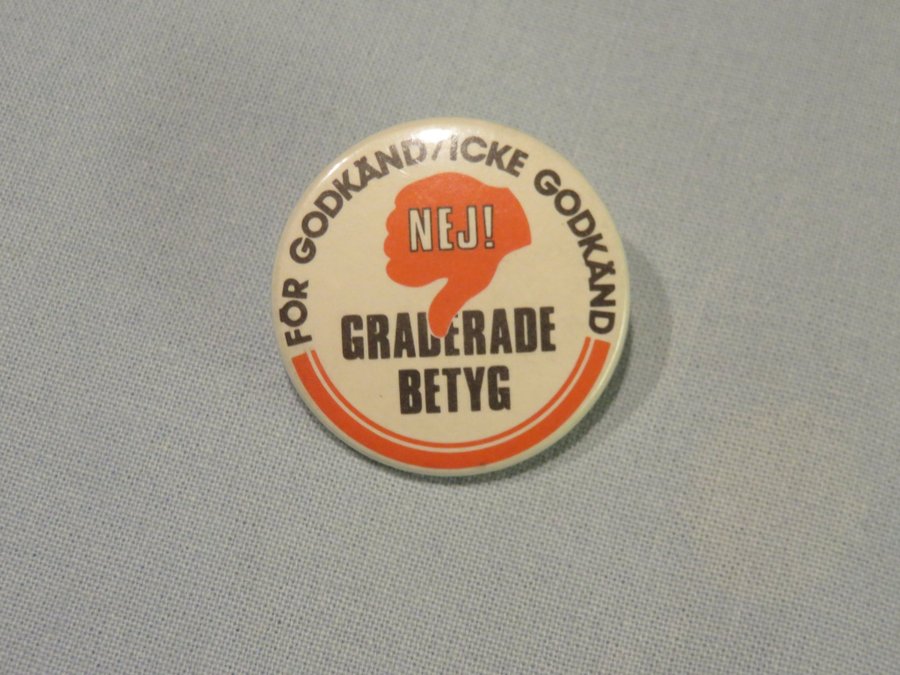 FÖR GODKÄND/ICKE GODKÄND
NEJ!
GRADERADE
BETYG